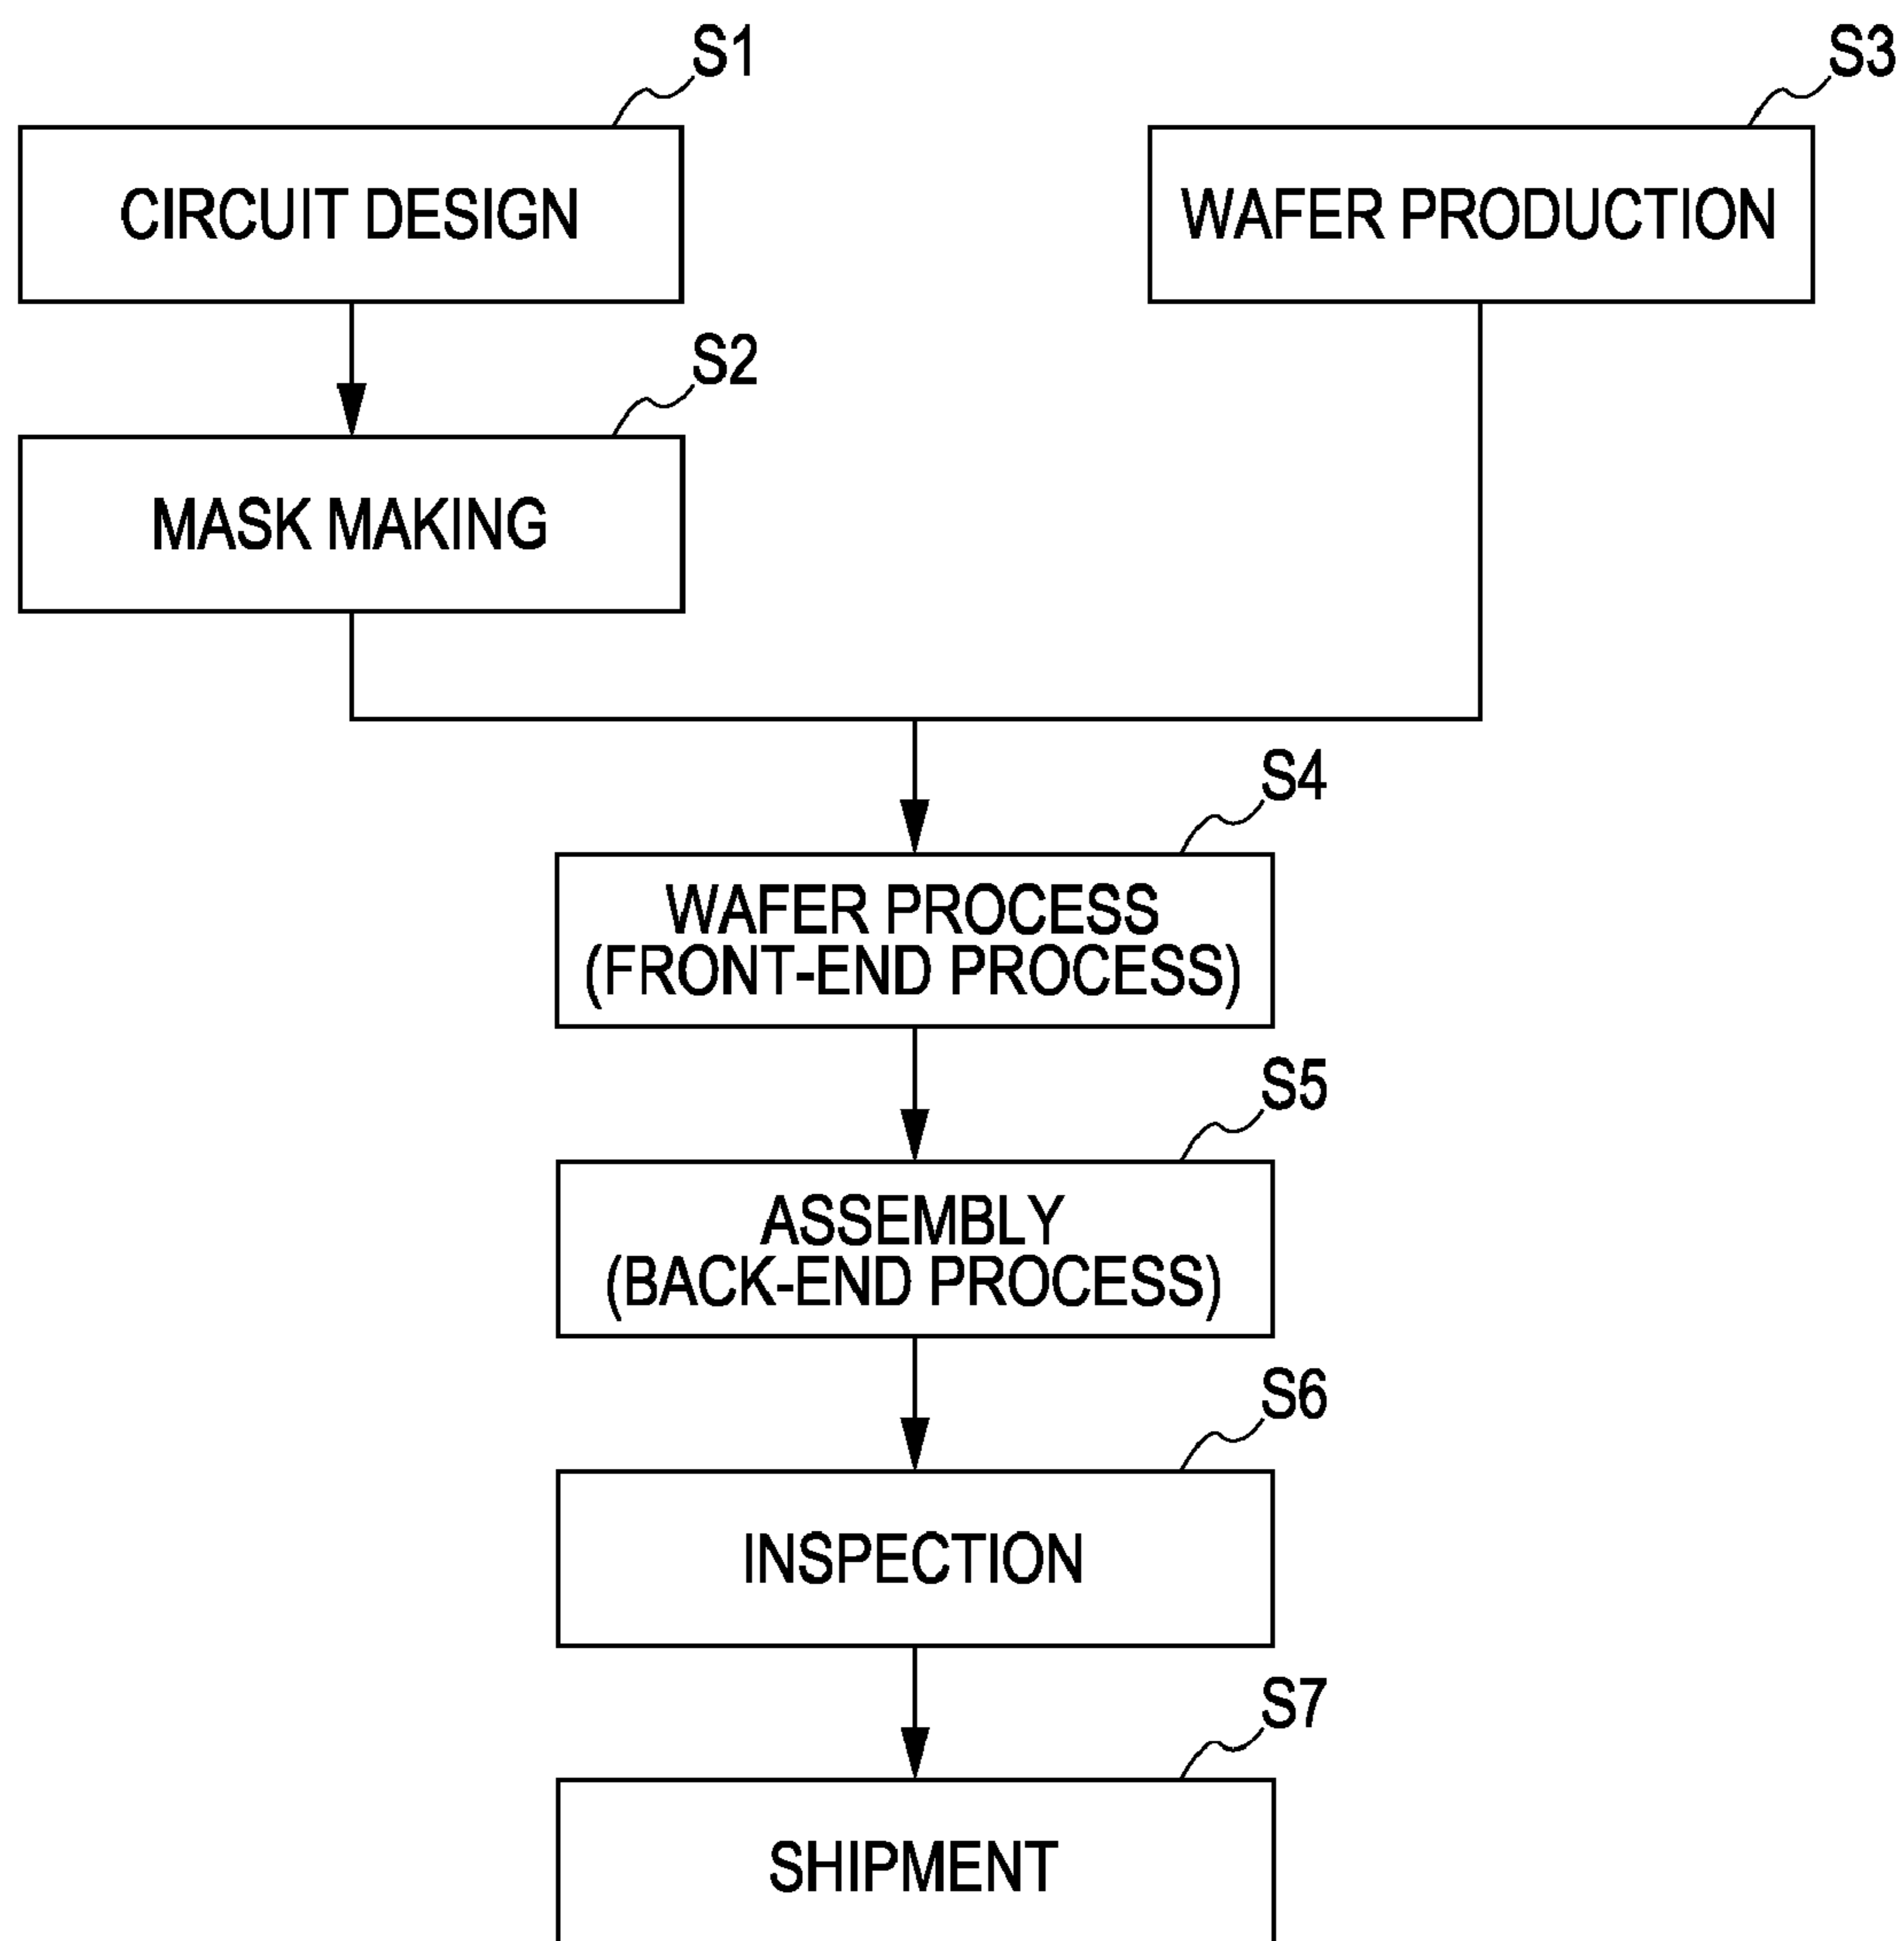 S1
CIRCUIT DESIGN
S3
WAFER PRODUCTION
S2
MASK MAKING
S4
WAFER PROCESS
(FRONT-END PROCESS)
S5
ASSEMBLY
(BACK-END PROCESS)
S6
INSPECTION
S7
SHIPMENT